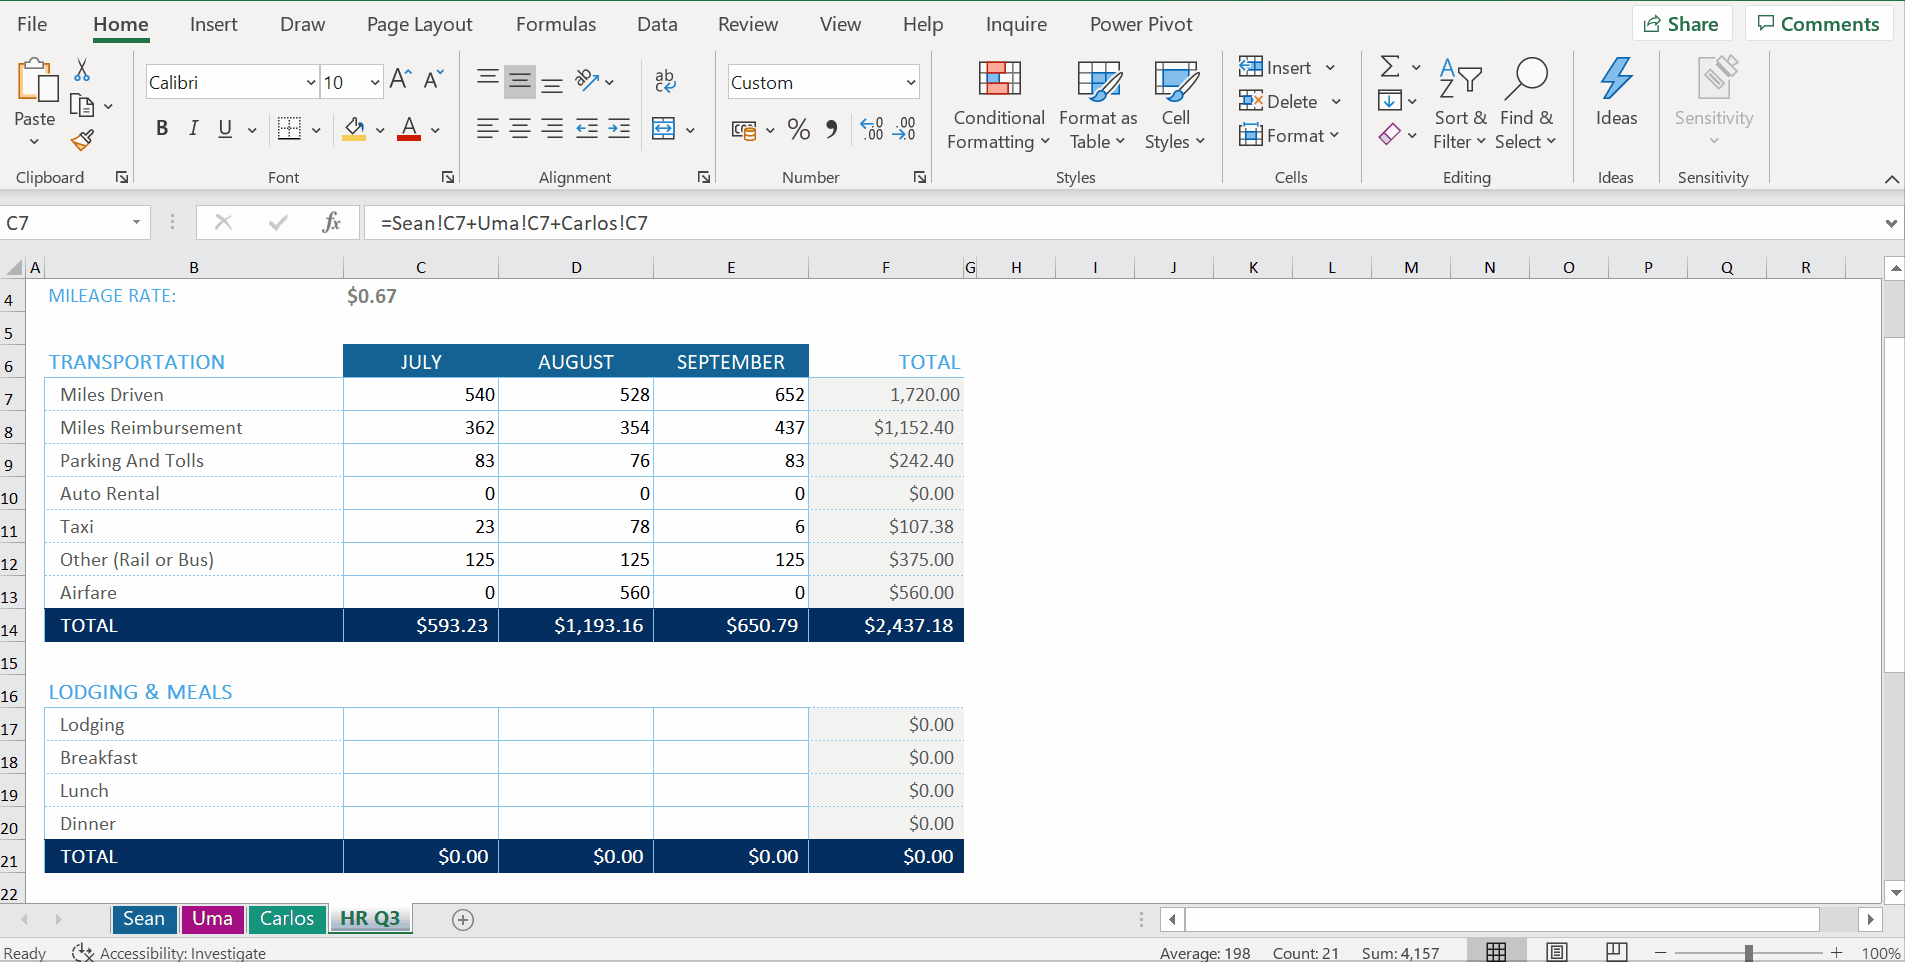 File Home Insert Draw Page Layout Formulas Data Review View Help Inquire Power Pivot Share Comments
Paste
Calibri 10 A A
B I U A
ab
c
Custom
% 9 .0 .00 .00 .0
Conditional Formatting
Format as Table
Cell Styles
Insert
Delete
Format
Σ
A
Z
Sort & Filter
Find & Select
Ideas
Sensitivity
Clipboard Font Alignment Number Styles Cells Editing Ideas Sensitivity
C7 fx =Sean!C7+Uma!C7+Carlos!C7
A B C D E F G H I J K L M N O P Q R
4 MILEAGE RATE: $0.67
5
6 TRANSPORTATION JULY AUGUST SEPTEMBER TOTAL
7 Miles Driven 540 528 652 1,720.00
8 Miles Reimbursement 362 354 437 $1,152.40
9 Parking And Tolls 83 76 83 $242.40
10 Auto Rental 0 0 0 $0.00
11 Taxi 23 78 6 $107.38
12 Other (Rail or Bus) 125 125 125 $375.00
13 Airfare 0 560 0 $560.00
14 TOTAL $593.23 $1,193.16 $650.79 $2,437.18
15
16 LODGING & MEALS
17 Lodging $0.00
18 Breakfast $0.00
19 Lunch $0.00
20 Dinner $0.00
21 TOTAL $0.00 $0.00 $0.00 $0.00
22
Sean Uma Carlos HR Q3
Ready Accessibility: Investigate Average: 198 Count: 21 Sum: 4,157 100%